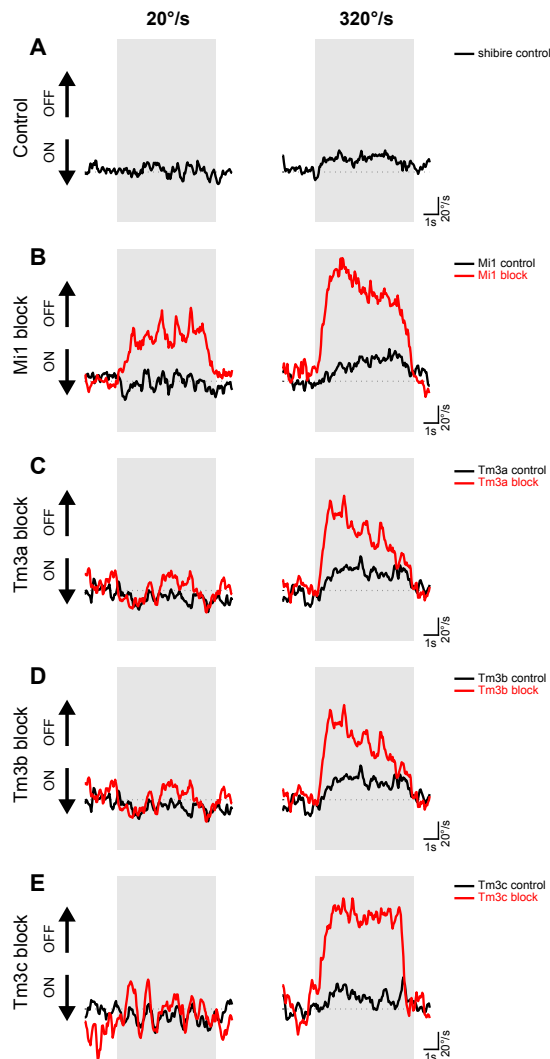 20°/s 320°/s
A
Control
OFF
ON
shibire control
20°/s
1s
B
Mi1 block
OFF
ON
Mi1 control
Mi1 block
20°/s
1s
C
Tm3a block
OFF
ON
Tm3a control
Tm3a block
20°/s
1s
D
Tm3b block
OFF
ON
Tm3b control
Tm3b block
20°/s
1s
E
Tm3c block
OFF
ON
Tm3c control
Tm3c block
20°/s
1s